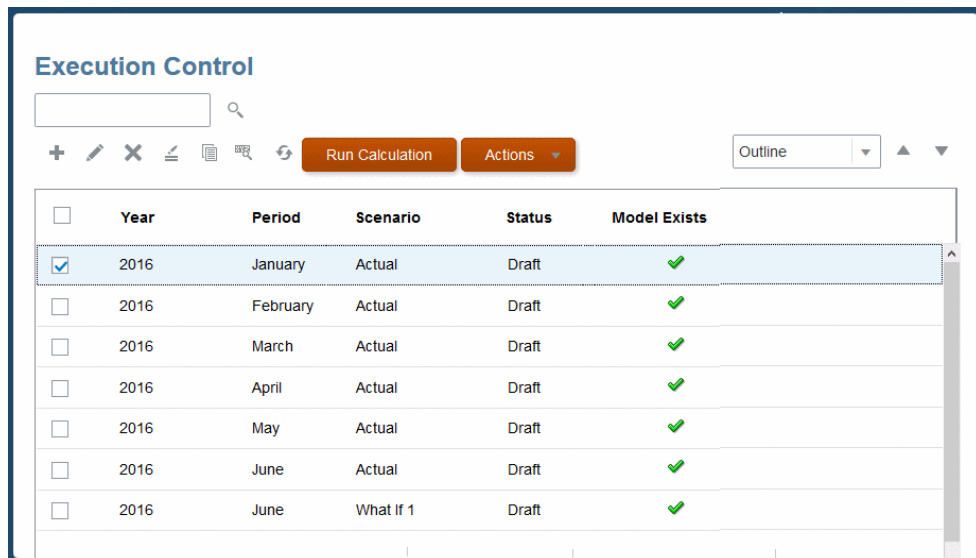 Execution Control
Run Calculation Actions Outline
Year Period Scenario Status Model Exists
2016 January Actual Draft
2016 February Actual Draft
2016 March Actual Draft
2016 April Actual Draft
2016 May Actual Draft
2016 June Actual Draft
2016 June What If 1 Draft